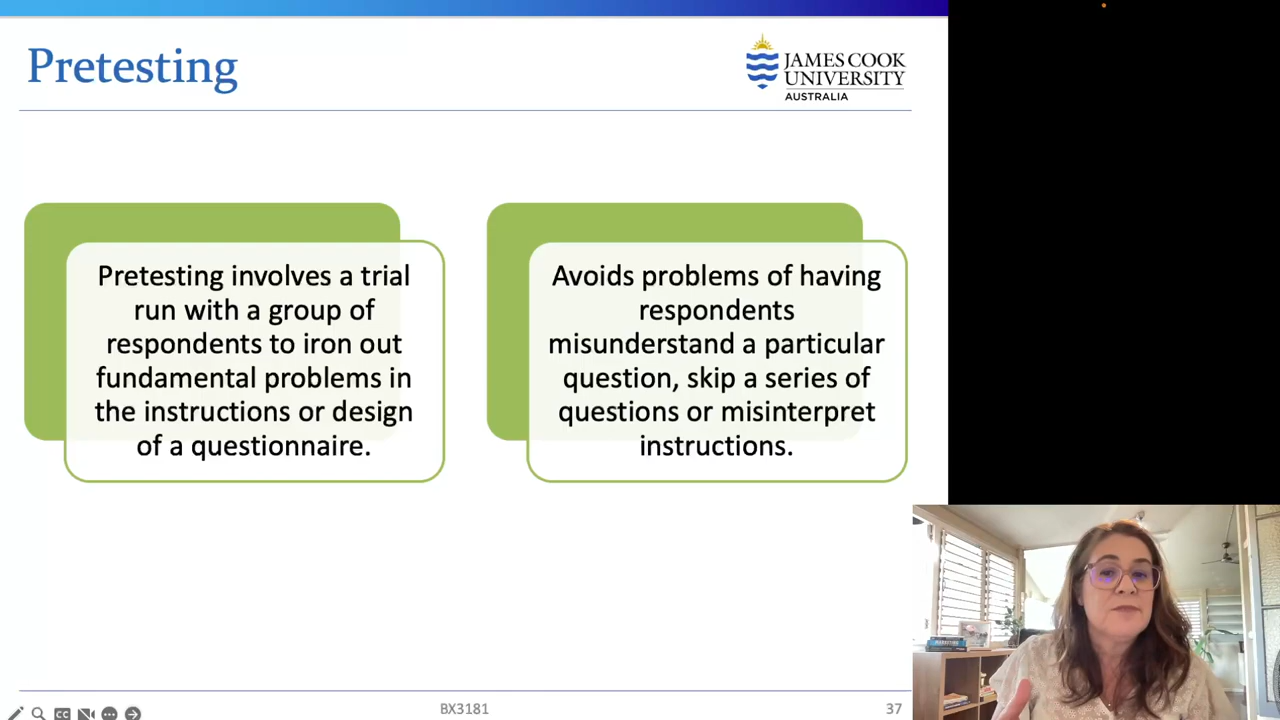 Pretesting
JAMES COOK
UNIVERSITY
AUSTRALIA
Pretesting involves a trial
run with a group of
respondents to iron out
fundamental problems in
the instructions or design
of a questionnaire.
Avoids problems of having
respondents
misunderstand a particular
question, skip a series of
questions or misinterpret
instructions.
CC
BX3181
37